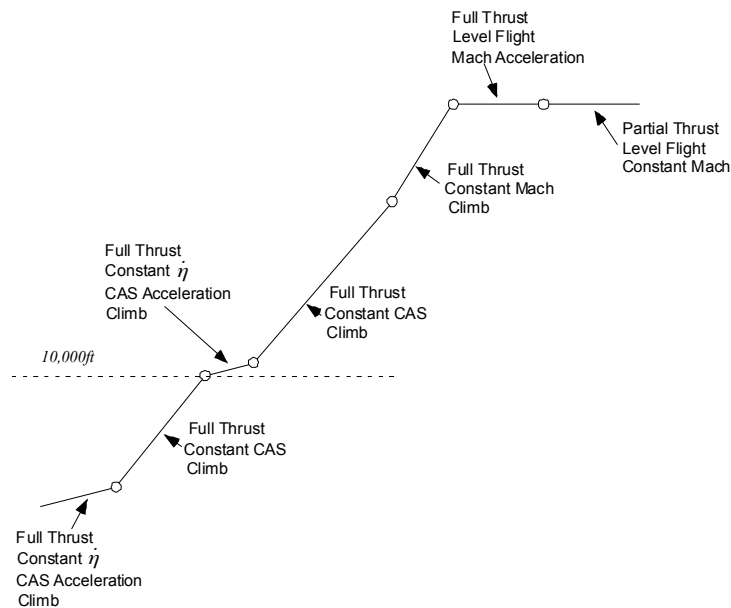 Full Thrust
Level Flight
Mach Acceleration
Partial Thrust
Level Flight
Constant Mach
Full Thrust
Constant Mach
Climb
Full Thrust
Constant η̇
CAS Acceleration
Climb
Full Thrust
Constant CAS
Climb
10,000ft
Full Thrust
Constant CAS
Climb
Full Thrust
Constant η̇
CAS Acceleration
Climb